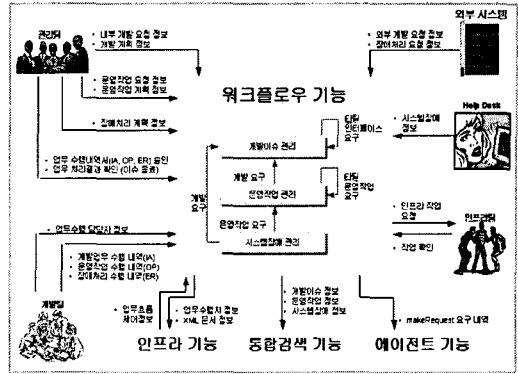 관리팀
• 내부 개발 요청 정보
• 개발 계획 정보
• 운영작업 요청 정보
• 운영작업 계획 정보
• 장애처리 계획 정보
• 업무 수행내역서(IA, OP, ER) 승인
• 업무 처리결과 확인 (이슈 종료)
외부 시스템
• 외부 개발 요청 정보
• 장애처리 요청 정보
워크플로우 기능
Help Desk
• 시스템장애
정보
타팀
인터페이스
요구
개발이슈 관리
개발 요구
타팀
운영작업
요구
운영작업 관리
개발
요구
운영작업 요구
시스템장애 관리
• 인프라 작업
요청
인프라팀
• 작업 확인
• 업무수행 담당자 정보
• 개발업무 수행 내역(IA)
• 운영작업 수행 내역(OP)
• 장애처리 수행 내역(ER)
개발팀
• 업무흐름
제어정보
• 업무수행자 정보
• XML 문서 정보
• 개발이슈 정보
• 운영작업 정보
• 시스템장애 정보
• makeRequest 요구 내역
인프라 기능
통합검색 기능
에이전트 기능